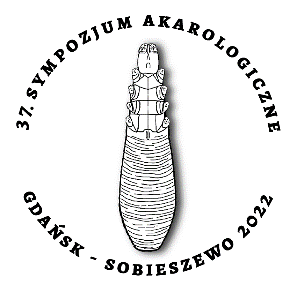 37. SYMPOZJUM AKAROLOGICZNE
GDAŃSK - SOBIESZEWO 2022